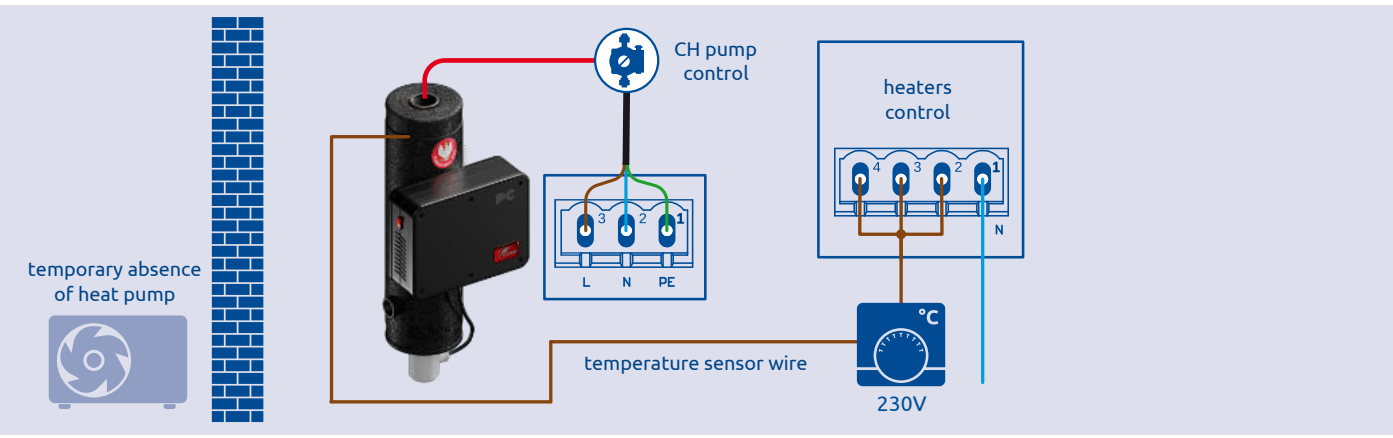 temporary absence
of heat pump
PC
CH pump
control
3 2 1
L N PE
temperature sensor wire
heaters
control
4 3 2 1
N
°C
230V